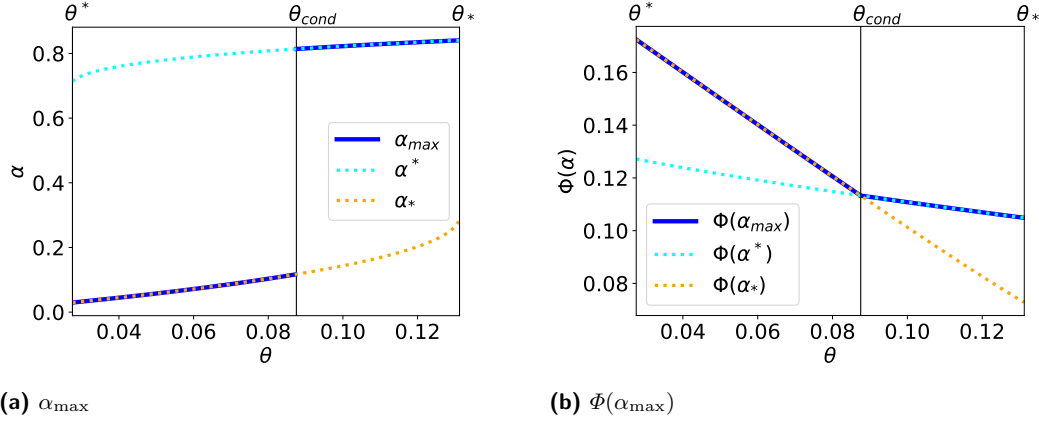 θ* θcond θ*
0.8
0.6
0.4
0.2
0.0
α
αmax
α*
α*
0.04 0.06 0.08 0.10 0.12
θ
(a) αmax
θ* θcond θ*
0.16
0.14
0.12
0.10
0.08
Φ(α)
Φ(αmax)
Φ(α*)
Φ(α*)
0.04 0.06 0.08 0.10 0.12
θ
(b) Φ(αmax)